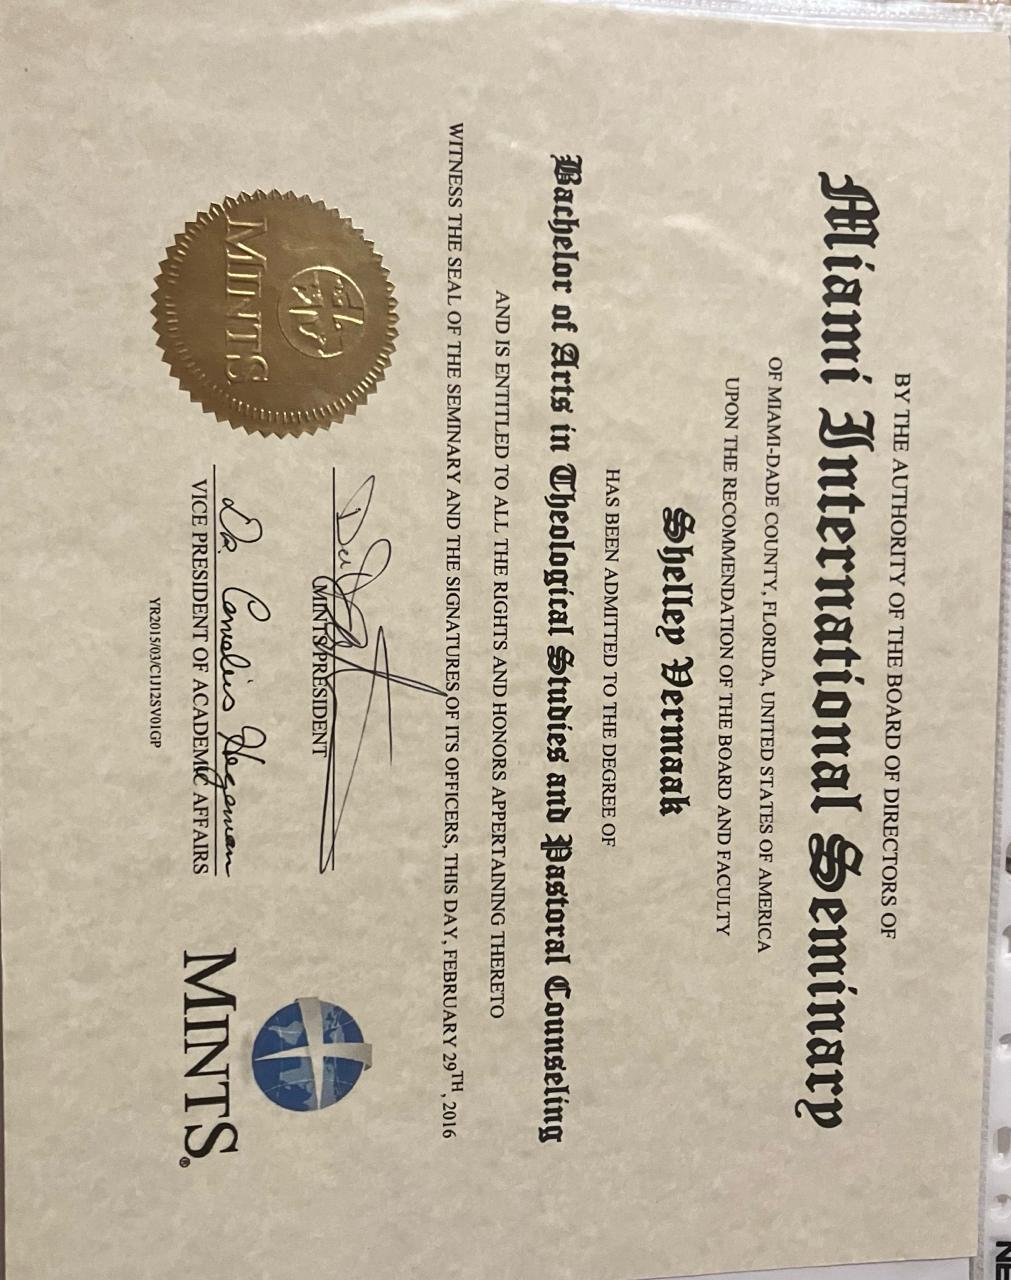 NE
BY THE AUTHORITY OF THE BOARD OF DIRECTORS OF
Miami International Seminary
OF MIAMI-DADE COUNTY, FLORIDA, UNITED STATES OF AMERICA
UPON THE RECOMMENDATION OF THE BOARD AND FACULTY
Shelley Vermaak
HAS BEEN ADMITTED TO THE DEGREE OF
Bachelor of Arts in Theological Studies and Pastoral Counseling
AND IS ENTITLED TO ALL THE RIGHTS AND HONORS APPERTAINING THERETO
WITNESS THE SEAL OF THE SEMINARY AND THE SIGNATURES OF ITS OFFICERS, THIS DAY, FEBRUARY 29TH, 2016
MINTS PRESIDENT
Dr. Cornelius Hegeman
VICE PRESIDENT OF ACADEMIC AFFAIRS
YR2015/03/C1J12SV01GP
MINTS
MINTS®